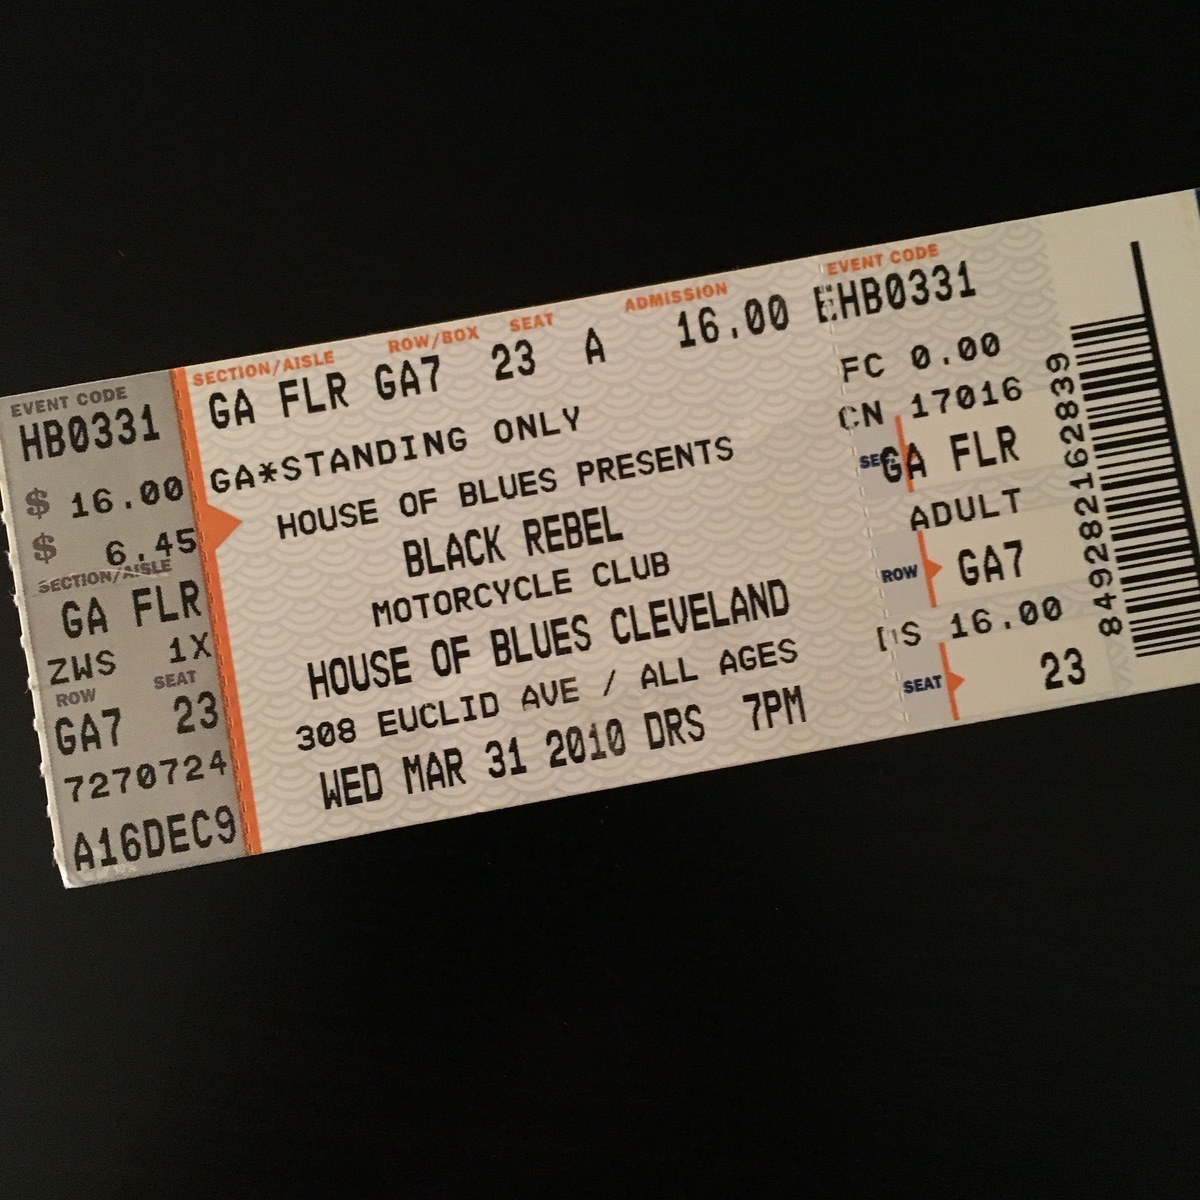 EVENT CODE
HB0331
$ 16.00
$ 6.45
SECTION/AISLE
GA FLR
ZWS 1X
ROW SEAT
GA7 23
7270724
A16DEC9
SECTION/AISLE ROW/BOX SEAT ADMISSION
GA FLR GA7 23 A 16.00
GA*STANDING ONLY
HOUSE OF BLUES PRESENTS
BLACK REBEL
MOTORCYCLE CLUB
HOUSE OF BLUES CLEVELAND
308 EUCLID AVE / ALL AGES
WED MAR 31 2010 DRS 7PM
EVENT CODE
EHB0331
FC 0.00
CN 17016
GA FLR
ADULT
ROW GA7
16.00
SEAT 23
849282162839